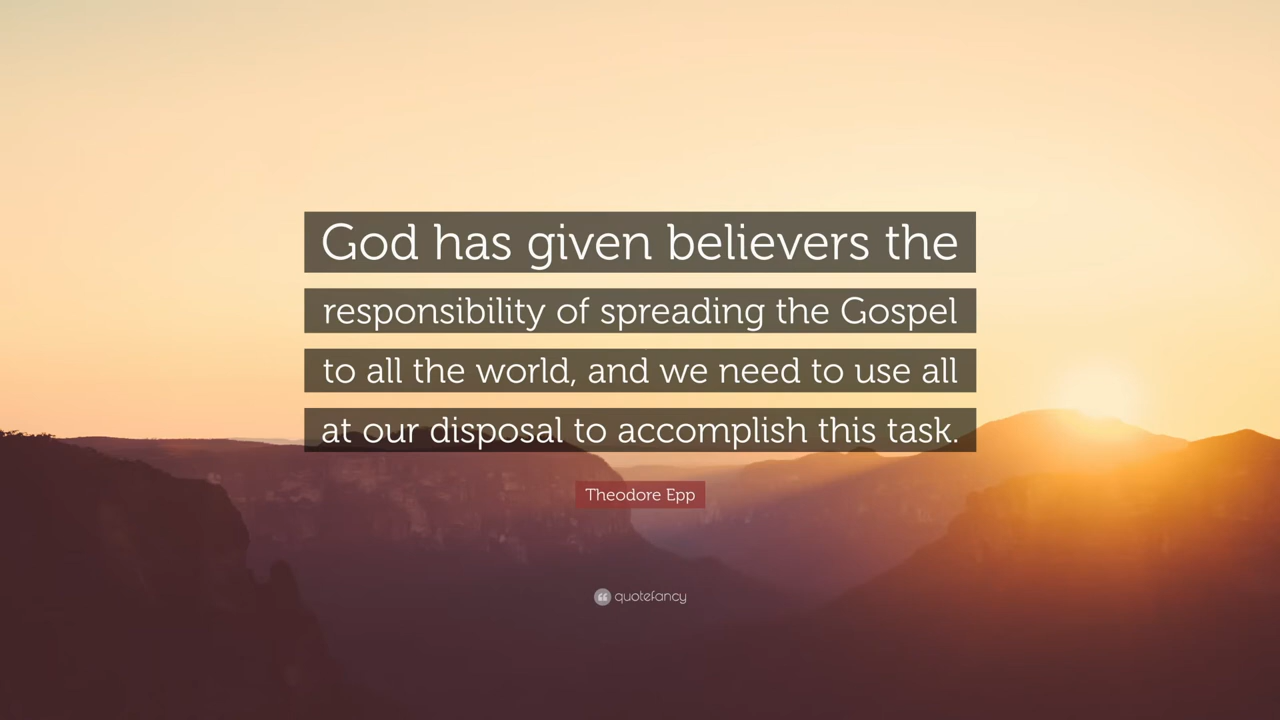 God has given believers the
responsibility of spreading the Gospel
to all the world, and we need to use all
at our disposal to accomplish this task.
Theodore Epp
quotefancy